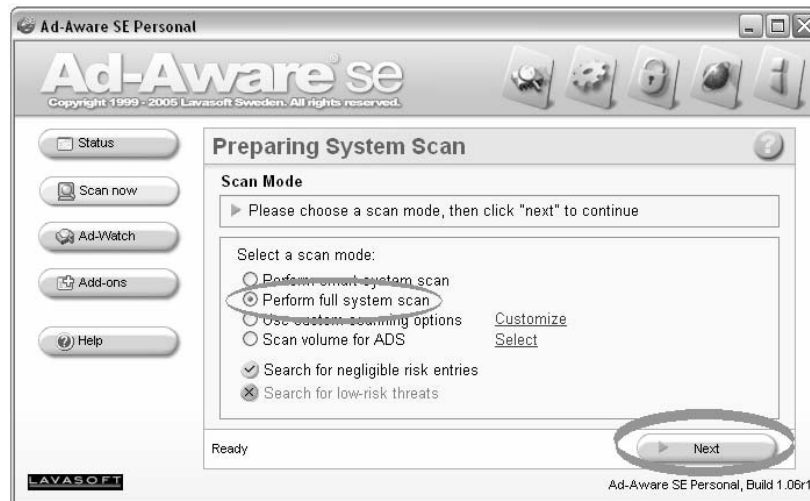 Ad-Aware SE Personal
Ad-Aware SE
Copyright 1999 - 2005 Lavasoft Sweden. All rights reserved.
Status
Scan now
Ad-Watch
Add-ons
Help
Preparing System Scan
Scan Mode
Please choose a scan mode, then click "next" to continue
Select a scan mode:
Perform smart system scan
Perform full system scan
Use custom scanning options Customize
Scan volume for ADS Select
Search for negligible risk entries
Search for low-risk threats
Ready
Next
LAVASOFT
Ad-Aware SE Personal, Build 1.06r1